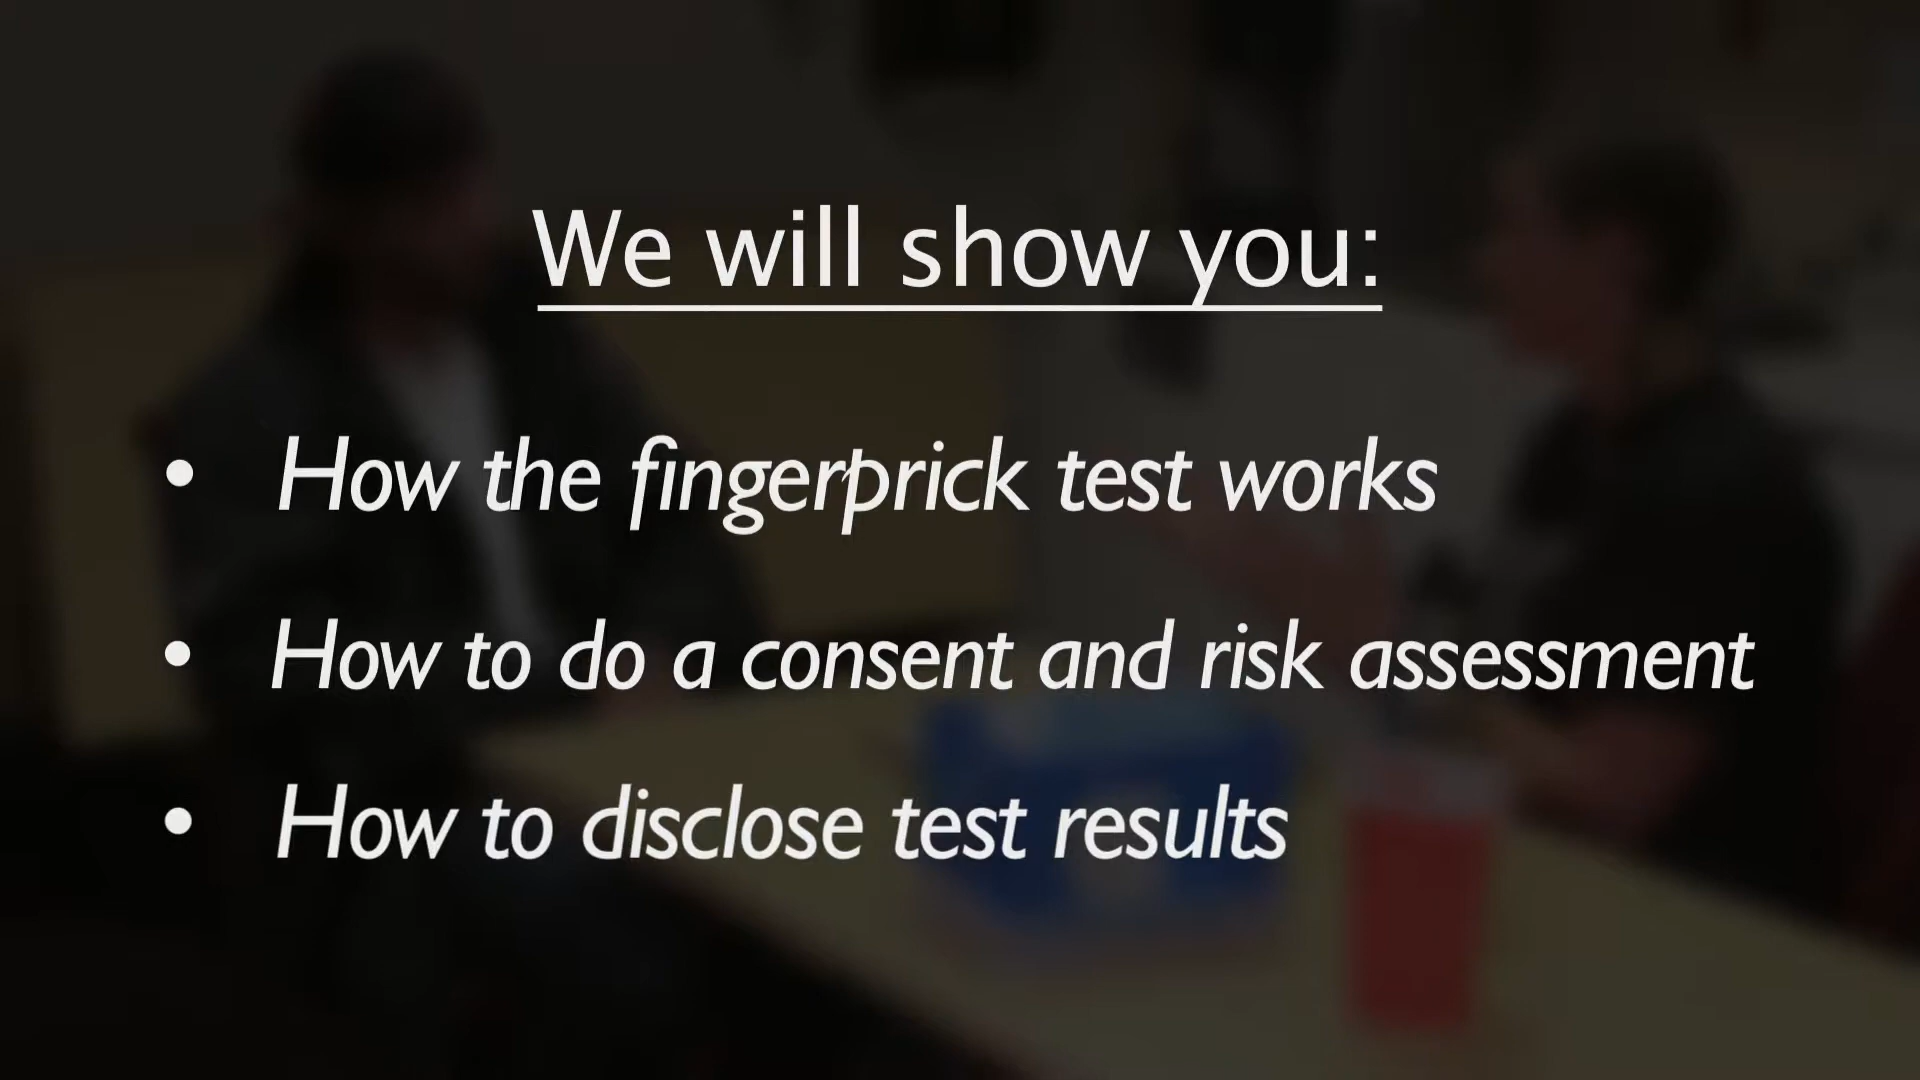 We will show you:
• How the fingerprick test works
• How to do a consent and risk assessment
• How to disclose test results